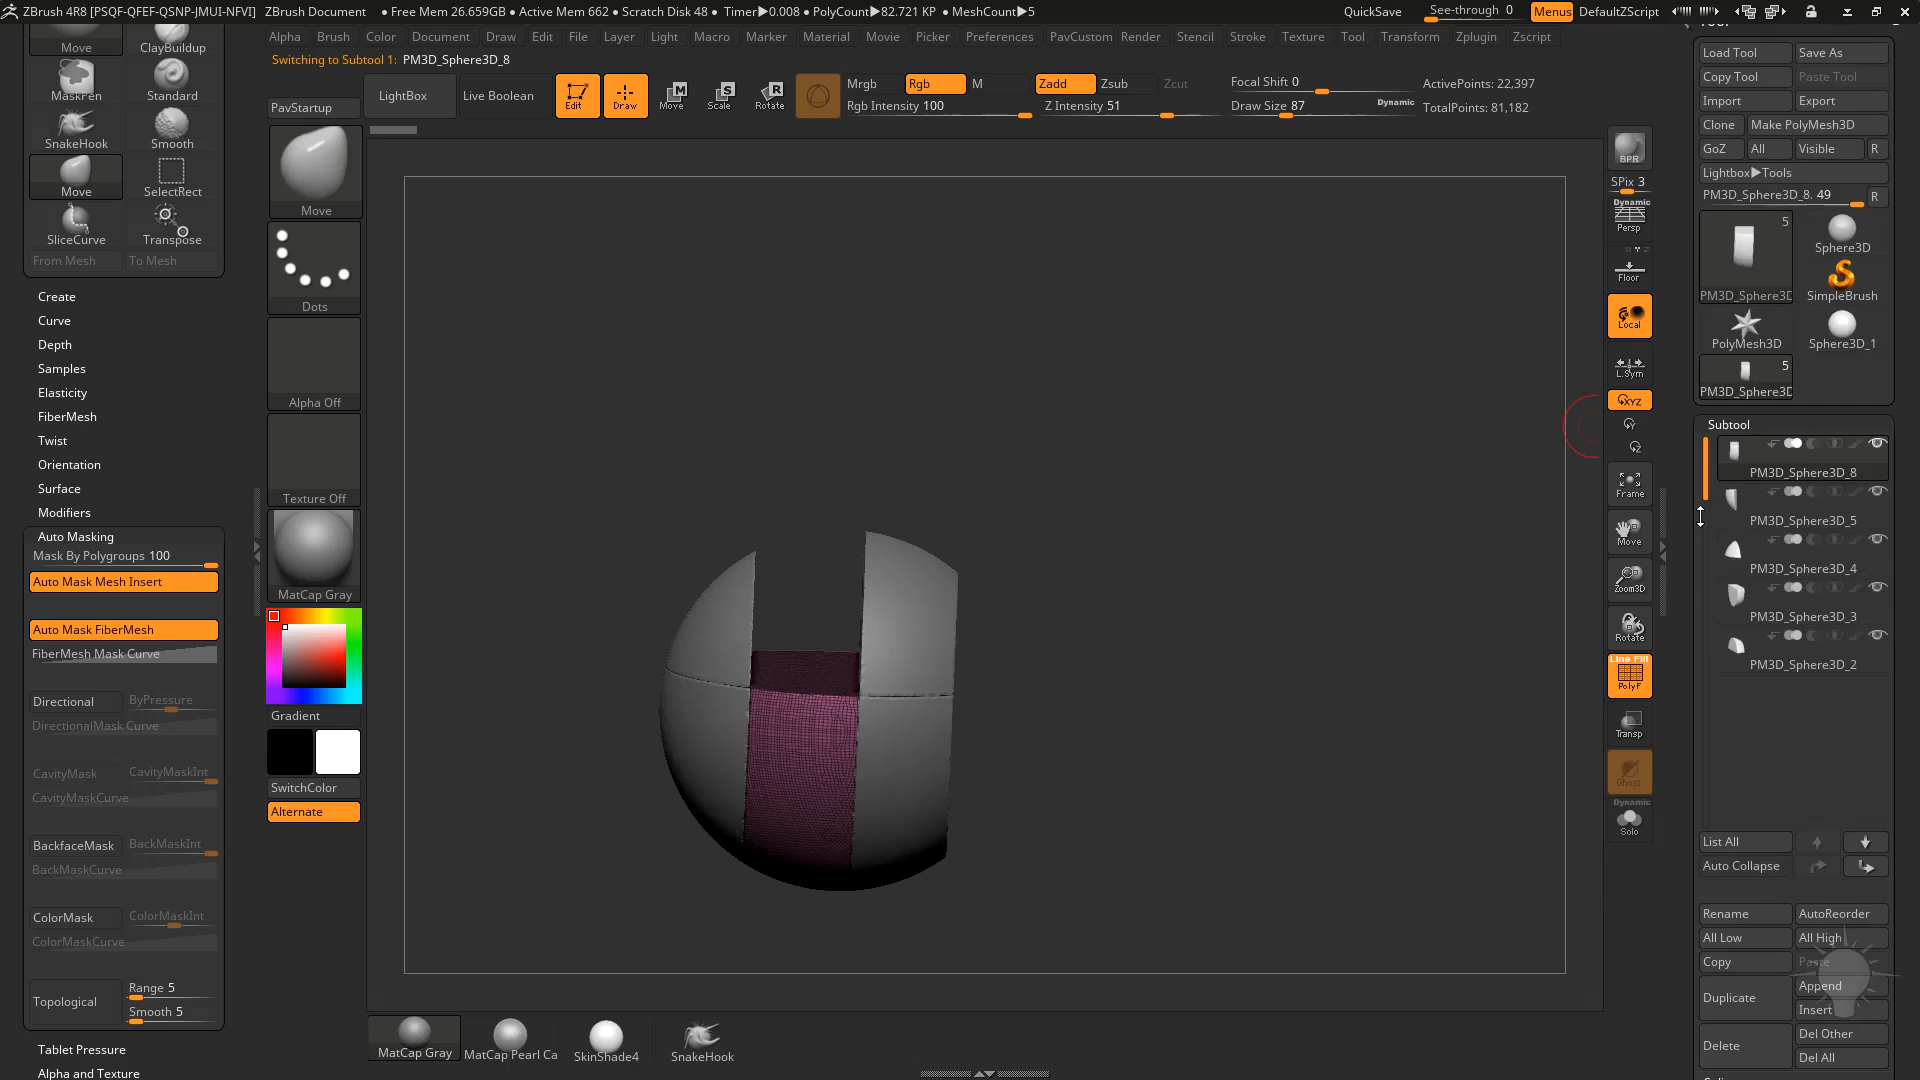 ZBrush 4R8 [PSQF-QFEF-QSNP-JMUI-NFVI] ZBrush Document • Free Mem 26.659GB • Active Mem 662 • Scratch Disk 48 • Timer▶0.008 • PolyCount▶82.721 KP • MeshCount▶5 QuickSave See-through 0 Menus DefaultZScript
Alpha Brush Color Document Draw Edit File Layer Light Macro Marker Material Movie Picker Preferences PavCustom Render Stencil Stroke Texture Tool Transform Zplugin Zscript
Switching to Subtool 1: PM3D_Sphere3D_8
PavStartup
LightBox
Live Boolean
Edit
Draw
Move
Scale
Rotate
Mrgb Rgb M
Rgb Intensity 100
Zadd Zsub Zcut
Z Intensity 51
Focal Shift 0
Draw Size 87
Dynamic
ActivePoints: 22,397
TotalPoints: 81,182
Move ClayBuildup
MaskPen Standard
SnakeHook Smooth
Move SelectRect
SliceCurve Transpose
From Mesh To Mesh
Create
Curve
Depth
Samples
Elasticity
FiberMesh
Twist
Orientation
Surface
Modifiers
Auto Masking
Mask By Polygroups 100
Auto Mask Mesh Insert
Auto Mask FiberMesh
FiberMesh Mask Curve
Directional ByPressure
Directional Mask Curve
CavityMask CavityMaskInt
CavityMaskCurve
BackfaceMask BackMaskInt
BackMaskCurve
ColorMask ColorMaskInt
ColorMaskCurve
Topological
Range 5
Smooth 5
Tablet Pressure
Alpha and Texture
Move
Dots
Alpha Off
Texture Off
MatCap Gray
Gradient
SwitchColor
Alternate
MatCap Gray
MatCap Pearl Ca
SkinShade4
SnakeHook
BPR
SPix 3
Dynamic
Persp
Floor
Local
L.Sym
XYZ
Y
Z
Frame
Move
Zoom3D
Rotate
Line Fill
PolyF
Transp
Ghost
Dynamic
Solo
Load Tool Save As
Copy Tool Paste Tool
Import Export
Clone Make PolyMesh3D
GoZ All Visible R
Lightbox▶Tools
PM3D_Sphere3D_8. 49 R
5
PM3D_Sphere3D
Sphere3D
SimpleBrush
PolyMesh3D
Sphere3D_1
5
PM3D_Sphere3D
Subtool
PM3D_Sphere3D_8
PM3D_Sphere3D_5
PM3D_Sphere3D_4
PM3D_Sphere3D_3
PM3D_Sphere3D_2
List All
Auto Collapse
Rename AutoReorder
All Low All High
Copy Paste
Duplicate
Append
Insert
Delete
Del Other
Del All